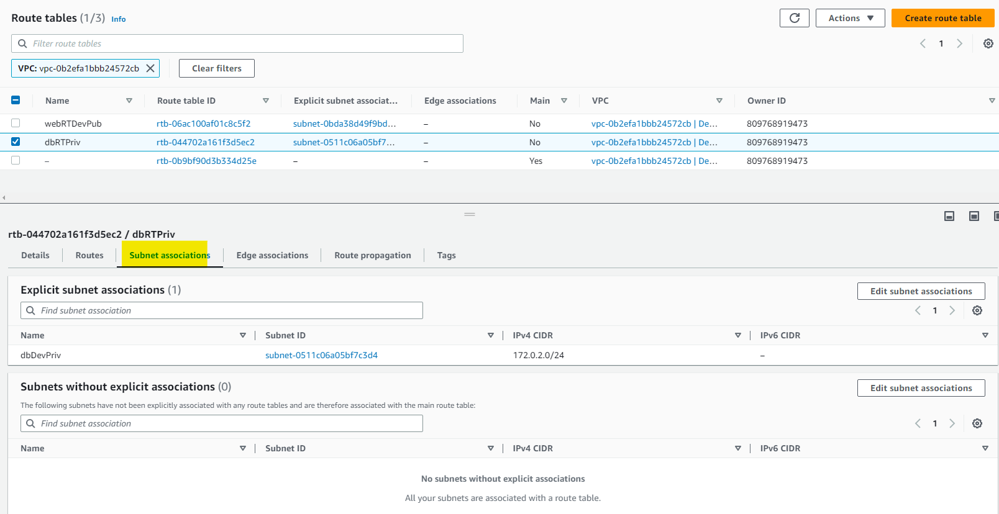 Route tables (1/3) Info
Actions
Create route table
Filter route tables
1
VPC: vpc-0b2efa1bbb24572cb
Clear filters
Name Route table ID Explicit subnet associat... Edge associations Main VPC Owner ID
webRTDevPub rtb-06ac100af01c8c5f2 subnet-0bda38d49f9bd... – No vpc-0b2efa1bbb24572cb | De... 809768919473
dbRTPriv rtb-044702a161f3d5ec2 subnet-0511c06a05bf7... – No vpc-0b2efa1bbb24572cb | De... 809768919473
– rtb-0b9bf90d3b334d25e – – Yes vpc-0b2efa1bbb24572cb | De... 809768919473
rtb-044702a161f3d5ec2 / dbRTPriv
Details Routes Subnet associations Edge associations Route propagation Tags
Explicit subnet associations (1)
Edit subnet associations
Find subnet association
1
Name Subnet ID IPv4 CIDR IPv6 CIDR
dbDevPriv subnet-0511c06a05bf7c3d4 172.0.2.0/24 –
Subnets without explicit associations (0)
Edit subnet associations
The following subnets have not been explicitly associated with any route tables and are therefore associated with the main route table:
Find subnet association
1
Name Subnet ID IPv4 CIDR IPv6 CIDR
No subnets without explicit associations
All your subnets are associated with a route table.